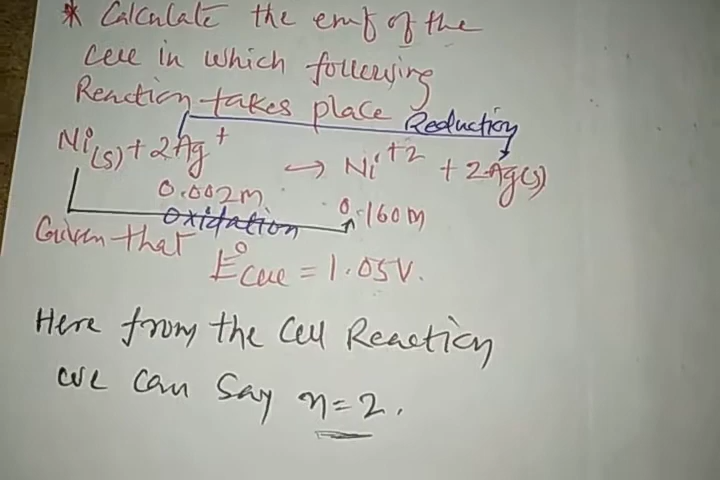 * Calculate the emf of the
cell in which following
Reaction takes place Reduction
Ni(s) + 2Ag⁺ → Ni⁺² + 2Ag(s)
0.002m 0.160m
oxidation
Given that
E°cell = 1.05V.
Here from the Cell Reaction
we can say n=2.